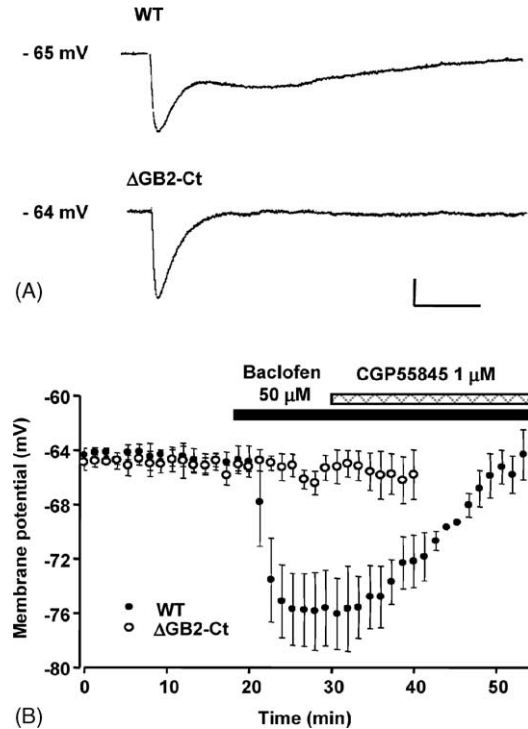 WT
- 65 mV
ΔGB2-Ct
- 64 mV
(A)
Baclofen
50 μM
CGP55845 1 μM
-60
-64
-66
-72
-76
-80
Membrane potential (mV)
WT
ΔGB2-Ct
0
10
20
30
40
50
Time (min)
(B)